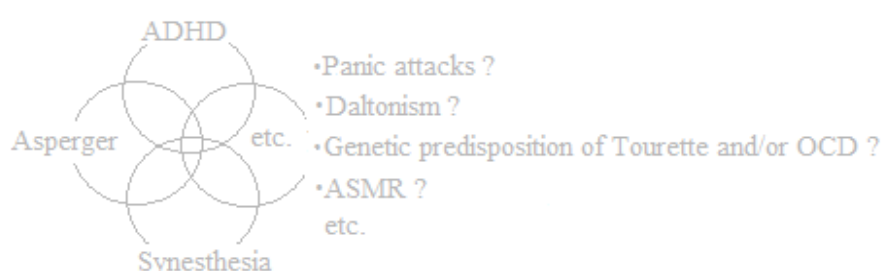 ADHD
Asperger
etc.
Synesthesia
•Panic attacks ?
•Daltonism ?
•Genetic predisposition of Tourette and/or OCD ?
•ASMR ?
etc.